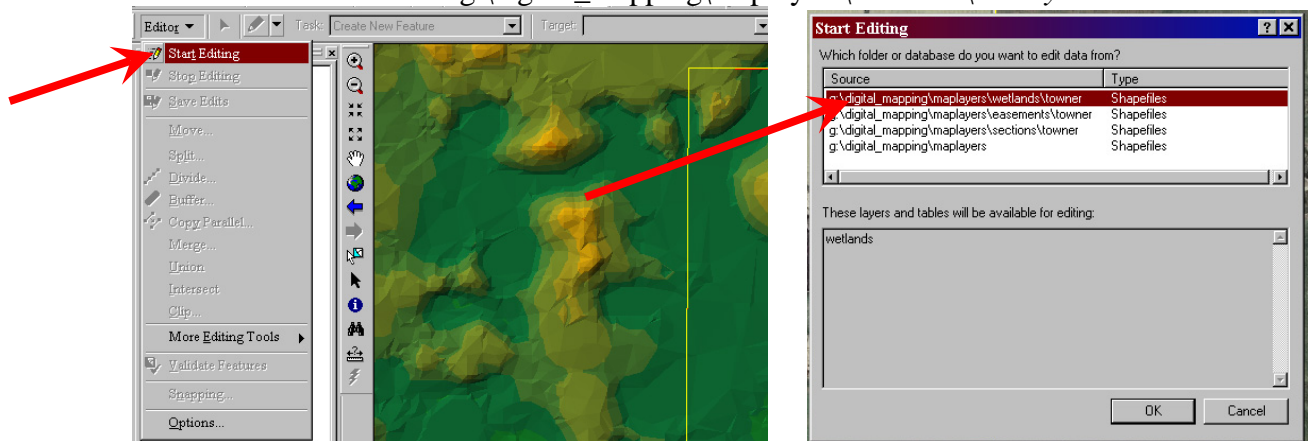 Editor Task: Create New Feature Target:
Start Editing
Stop Editing
Save Edits
Move...
Split...
Divide...
Buffer...
Copy Parallel...
Merge...
Union
Intersect
Clip...
More Editing Tools
Validate Features
Snapping...
Options...
Start Editing
Which folder or database do you want to edit data from?
Source Type
g:\digital_mapping\maplayers\wetlands\towner Shapefiles
g:\digital_mapping\maplayers\easements\towner Shapefiles
g:\digital_mapping\maplayers\sections\towner Shapefiles
g:\digital_mapping\maplayers Shapefiles
These layers and tables will be available for editing:
wetlands
OK Cancel